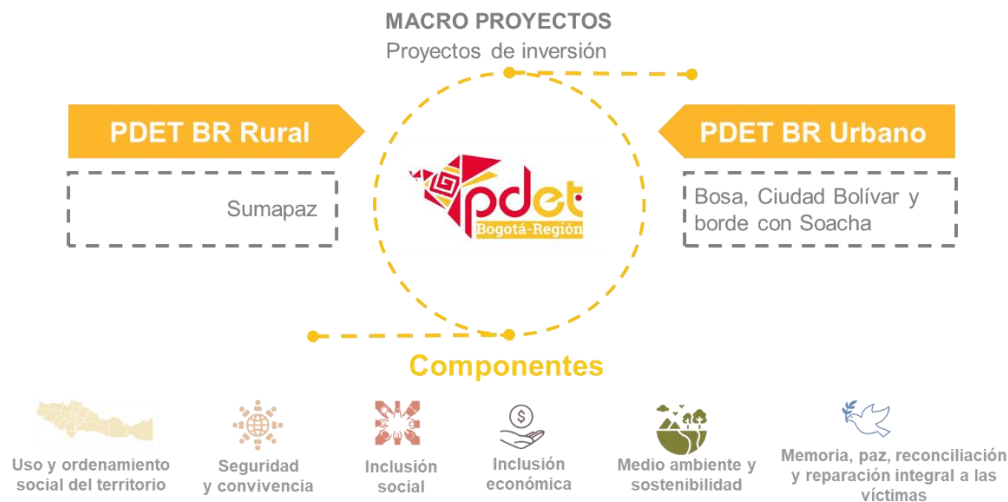 MACRO PROYECTOS
Proyectos de inversión
PDET BR Rural
PDET BR Urbano
Sumapaz
Bosa, Ciudad Bolívar y
borde con Soacha
pdet
Bogotá-Región
Componentes
Uso y ordenamiento
social del territorio
Seguridad
y convivencia
Inclusión
social
Inclusión
económica
Medio ambiente y
sostenibilidad
Memoria, paz, reconciliación
y reparación integral a las
víctimas